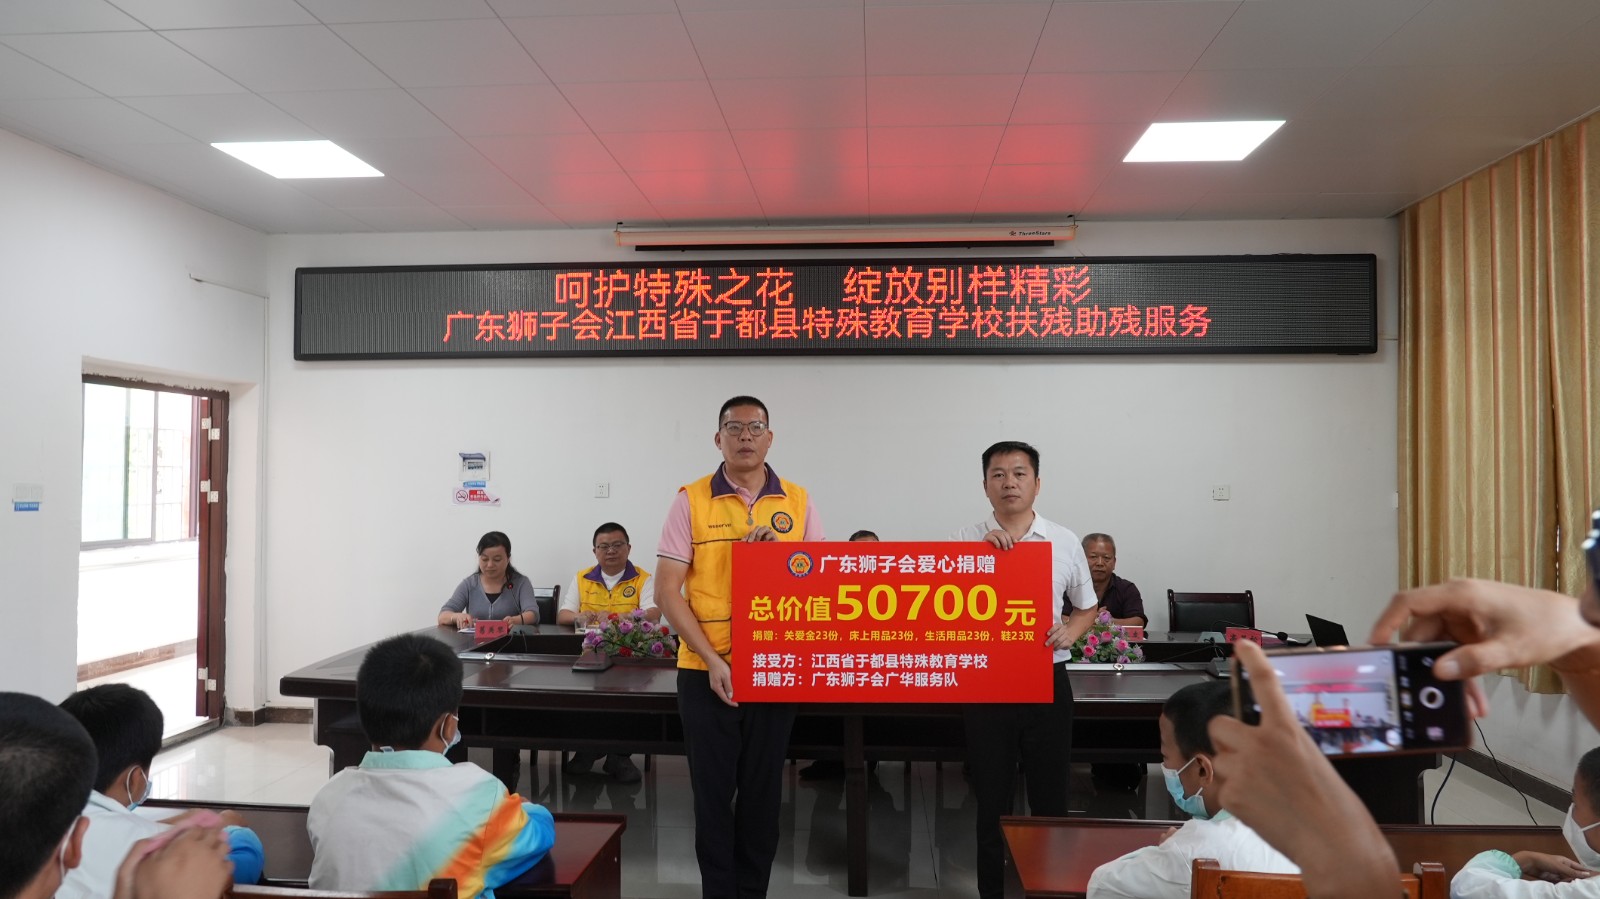 ThreeStars
呵护特殊之花 绽放别样精彩
广东狮子会江西省于都县特殊教育学校扶残助残服务
广东狮子会爱心捐赠
总价值50700元
捐赠：关爱金23份，床上用品23份，生活用品23份，鞋23双
接受方：江西省于都县特殊教育学校
捐赠方：广东狮子会广华服务队